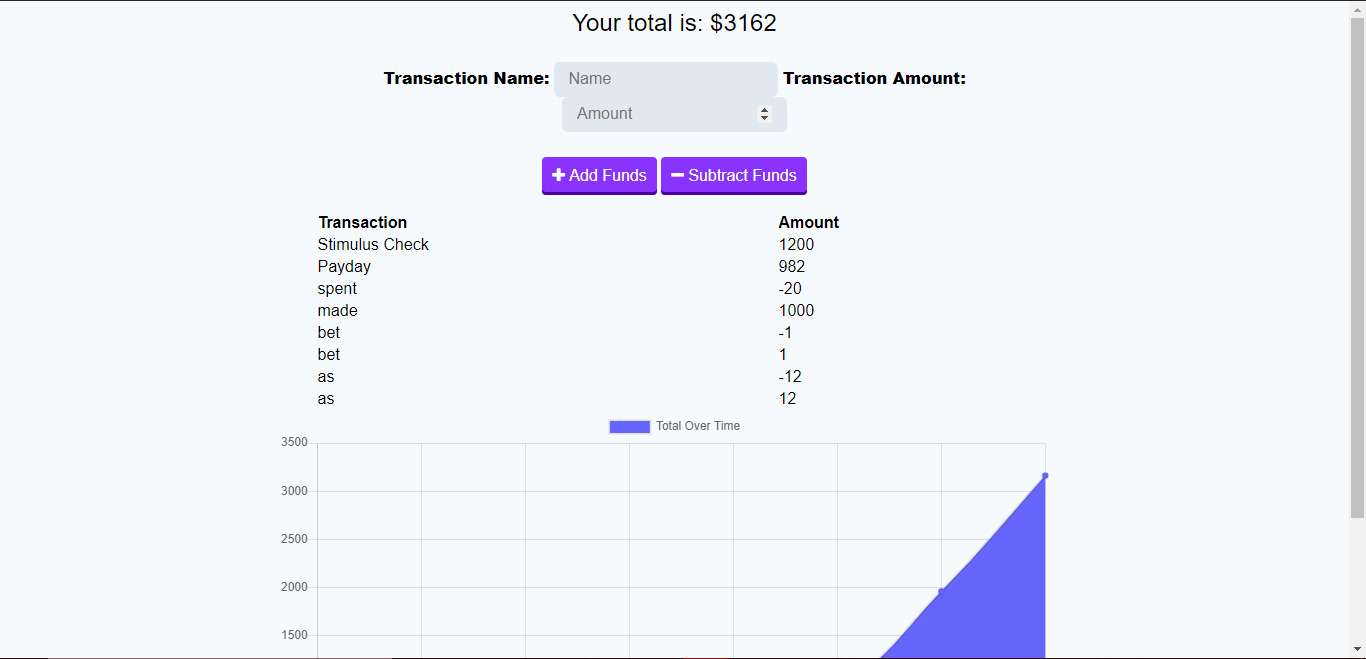 Your total is: $3162
Transaction Name: Name Transaction Amount:
Amount
Add Funds Subtract Funds
Transaction Amount
Stimulus Check 1200
Payday 982
spent -20
made 1000
bet -1
bet 1
as -12
as 12
Total Over Time
3500
3000
2500
2000
1500